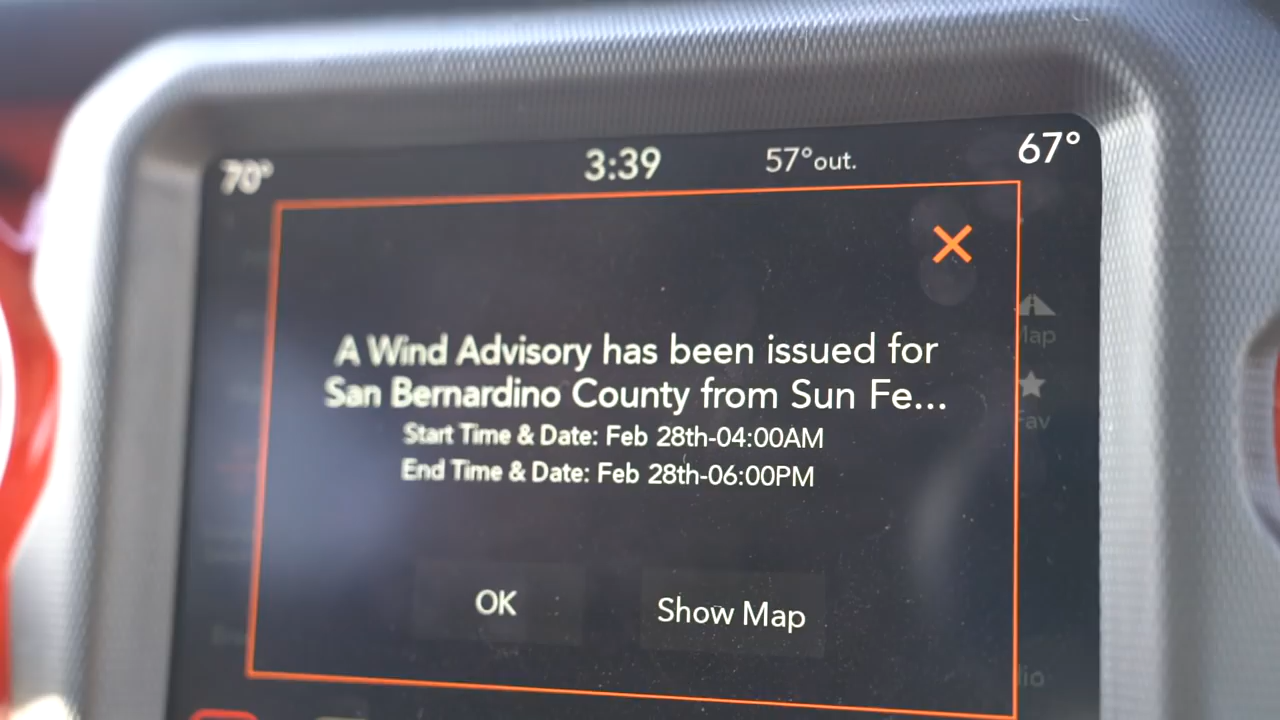 70° 3:39 57°out. 67°
A Wind Advisory has been issued for
San Bernardino County from Sun Fe...
Start Time & Date: Feb 28th-04:00AM
End Time & Date: Feb 28th-06:00PM
OK Show Map